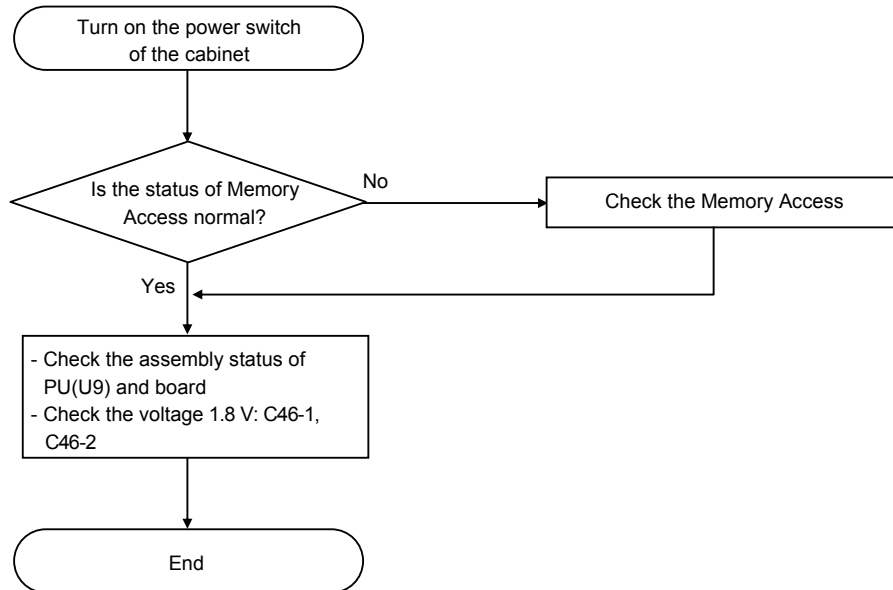 Turn on the power switch
of the cabinet
Is the status of Memory
Access normal?
No
Check the Memory Access
Yes
- Check the assembly status of
PU(U9) and board
- Check the voltage 1.8 V: C46-1,
C46-2
End